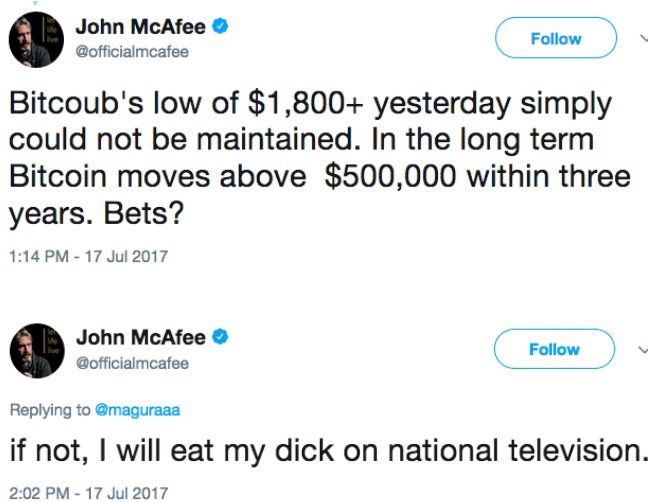 John McAfee
@officialmcafee
Follow
Bitcoub's low of $1,800+ yesterday simply
could not be maintained. In the long term
Bitcoin moves above $500,000 within three
years. Bets?
1:14 PM - 17 Jul 2017
John McAfee
@officialmcafee
Follow
Replying to @maguraaa
if not, I will eat my dick on national television.
2:02 PM - 17 Jul 2017